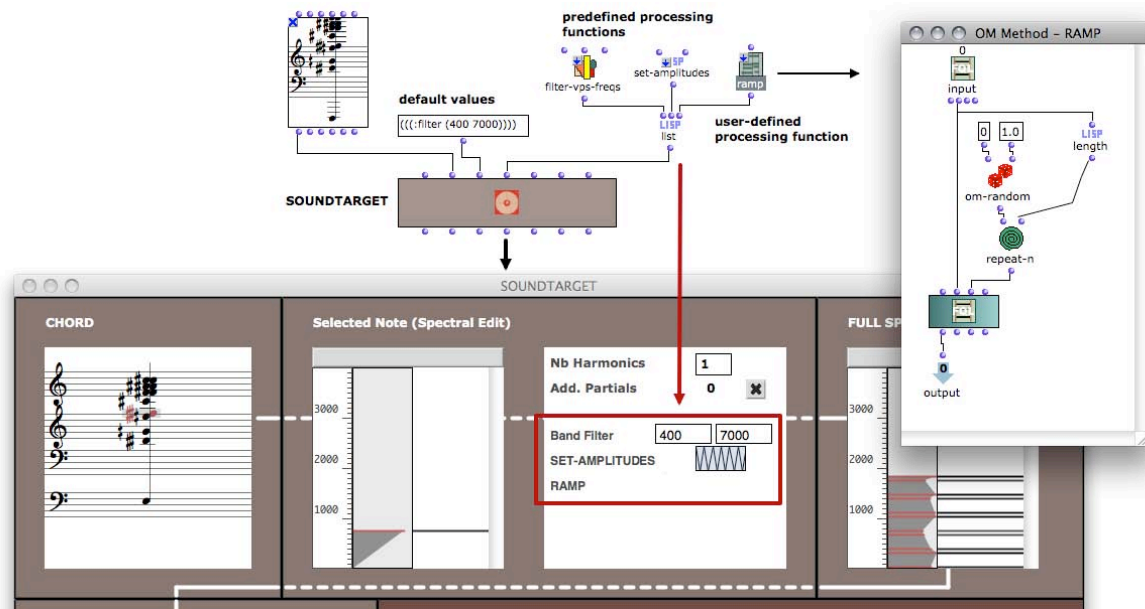 predefined processing
functions
filter-vps-freqs
set-amplitudes
ramp
default values
(((:filter (400 7000))))
LISP
list
user-defined
processing function
SOUNDTARGET
OM Method - RAMP
0
input
0 1.0
LISP
length
om-random
repeat-n
0
output
SOUNDTARGET
CHORD
Selected Note (Spectral Edit)
3000
2000
1000
Nb Harmonics 1
Add. Partials 0
Band Filter 400 7000
SET-AMPLITUDES
RAMP
FULL SP
3000
2000
1000